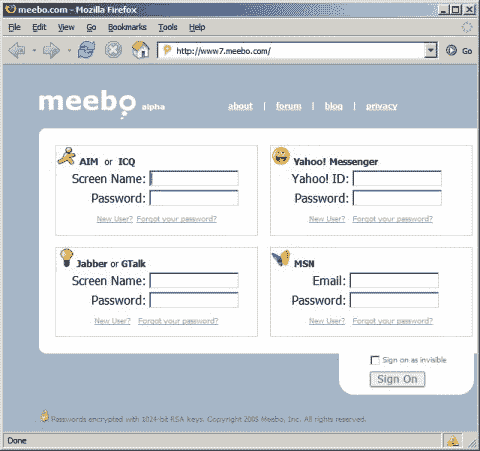 meebo.com - Mozilla Firefox
File Edit View Go Bookmarks Tools Help
http://www7.meebo.com/ Go
meebo alpha about | forum | blog | privacy
AIM or ICQ
Screen Name:
Password:
New User? Forgot your password?
Yahoo! Messenger
Yahoo! ID:
Password:
New User? Forgot your password?
Jabber or GTalk
Screen Name:
Password:
New User? Forgot your password?
MSN
Email:
Password:
New User? Forgot your password?
Sign on as invisible
Sign On
Passwords encrypted with 1024-bit RSA keys. Copyright 2005 Meebo, Inc. All rights reserved.
Done